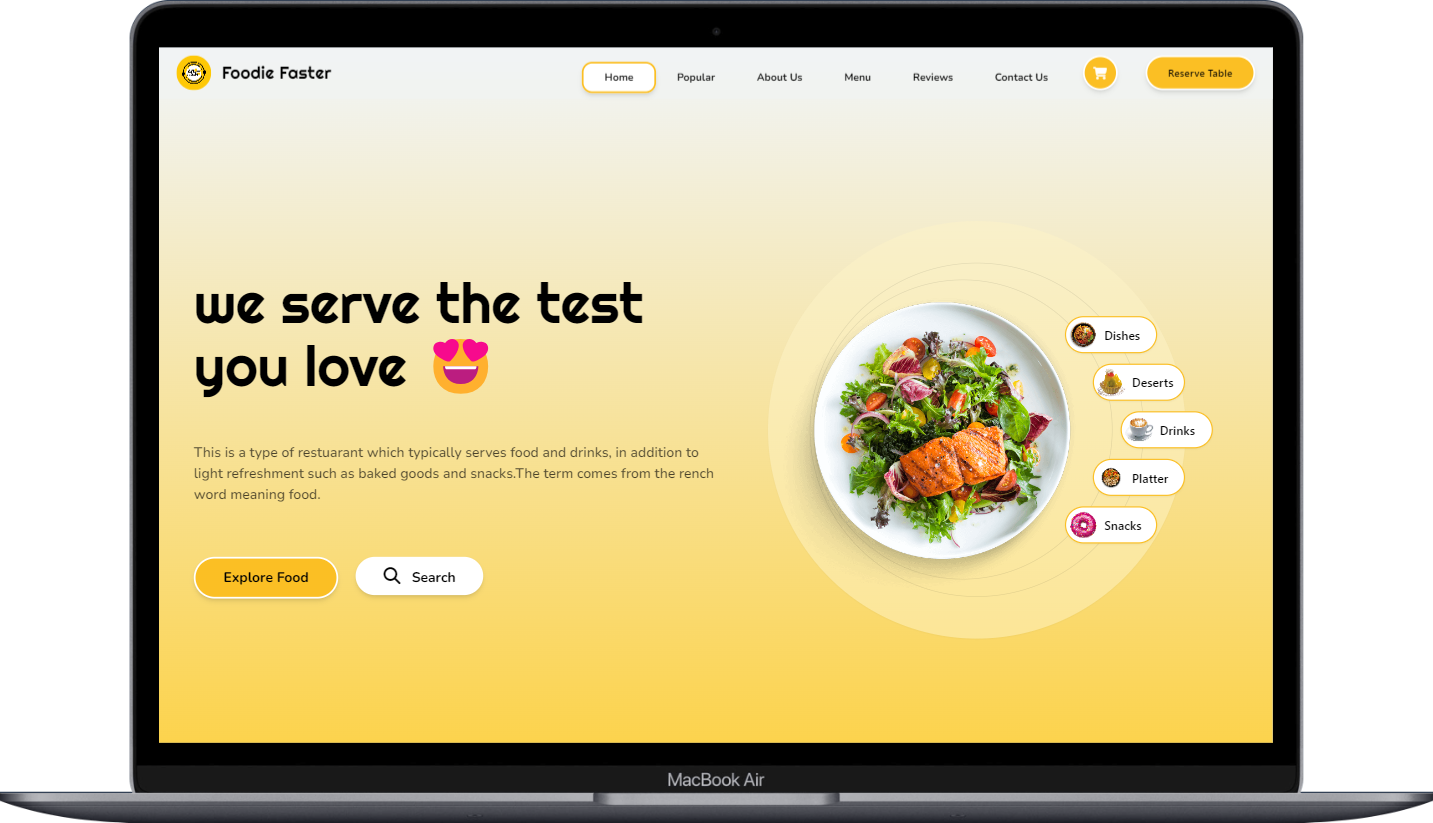 Foodie Faster
Home Popular About Us Menu Reviews Contact Us Reserve Table
we serve the test
you love
This is a type of restuarant which typically serves food and drinks, in addition to
light refreshment such as baked goods and snacks.The term comes from the rench
word meaning food.
Explore Food Search
Dishes
Deserts
Drinks
Platter
Snacks
MacBook Air